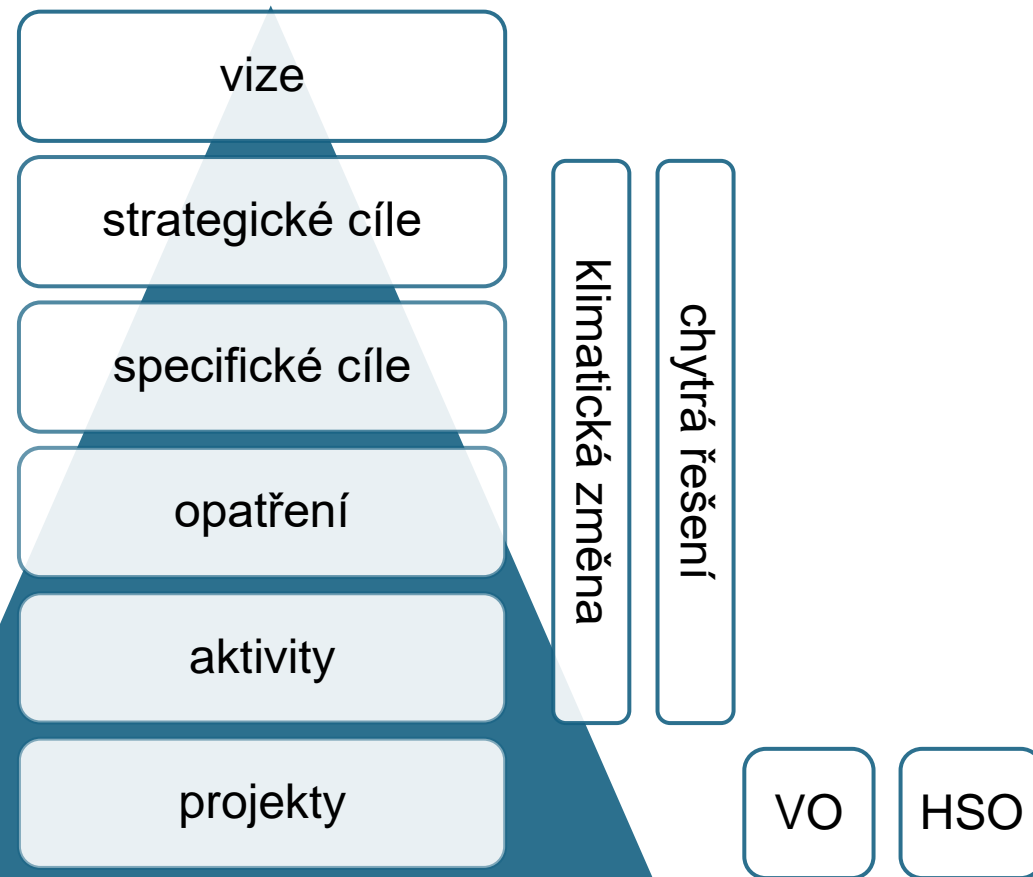 vize
strategické cíle
specifické cíle
opatření
aktivity
projekty
klimatická změna
chytrá řešení
VO
HSO